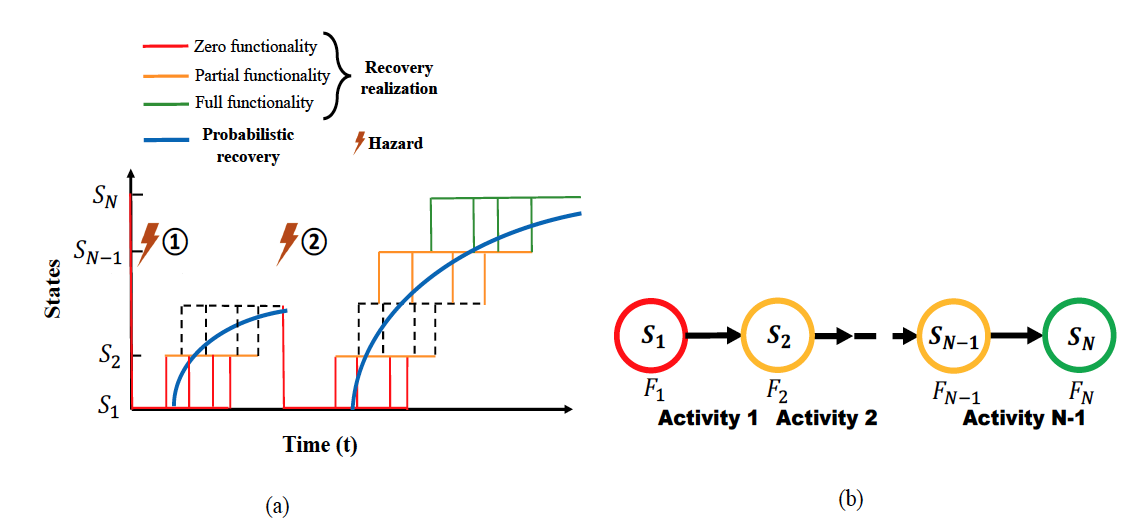 Zero functionality
Partial functionality
Full functionality
Recovery
realization
Probabilistic
recovery
Hazard
S_N
S_{N-1}
S_2
S_1
①
②
States
Time (t)
(a)
S_1
S_2
S_{N-1}
S_N
F_1
F_2
F_{N-1}
F_N
Activity 1
Activity 2
Activity N-1
(b)